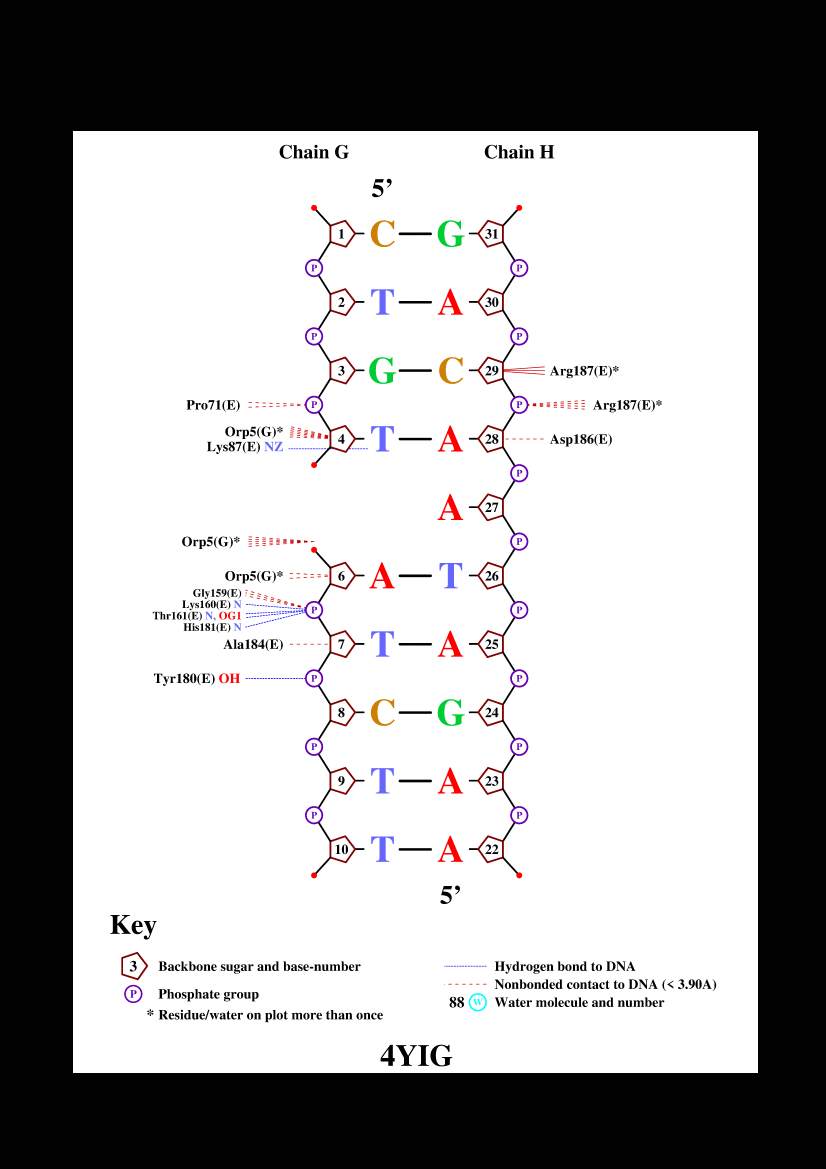 Chain G Chain H
5’
1 C G 31
P P
2 T A 30
P P
3 G C 29 Arg187(E)*
Pro71(E) P P Arg187(E)*
Orp5(G)* 4 T A 28 Asp186(E)
Lys87(E) NZ
P
A 27
Orp5(G)* P
Orp5(G)* 6 A T 26
Gly159(E)
Lys160(E) N
P P
Thr161(E) N, OG1
His181(E) N
Ala184(E) 7 T A 25
Tyr180(E) OH P P
8 C G 24
P P
9 T A 23
P P
10 T A 22
5’
Key
3 Backbone sugar and base-number
P Phosphate group
* Residue/water on plot more than once
Hydrogen bond to DNA
Nonbonded contact to DNA (< 3.90A)
88 W Water molecule and number
4YIG